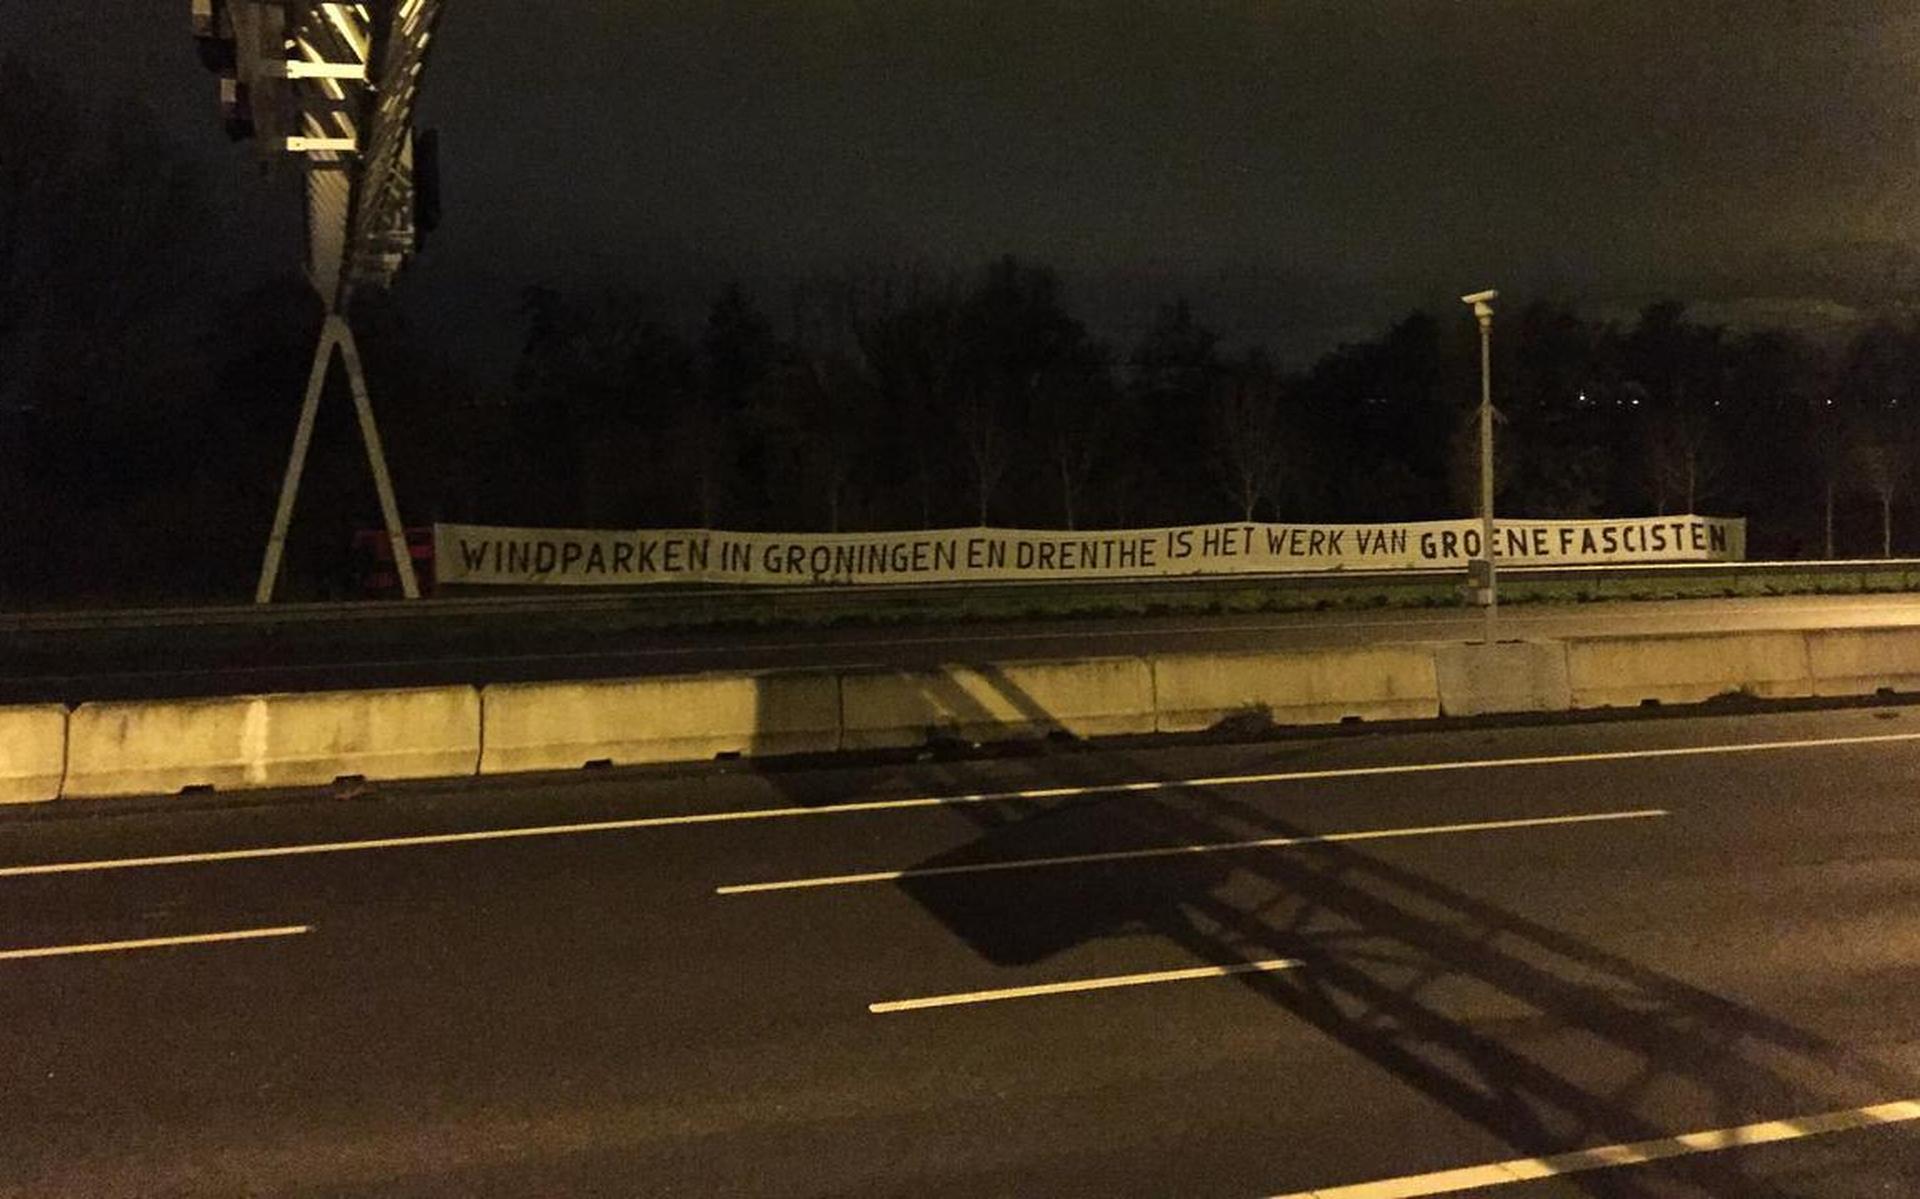 WINDPARKEN IN GRONINGEN EN DRENTHE IS HET WERK VAN GROENE FASCISTEN